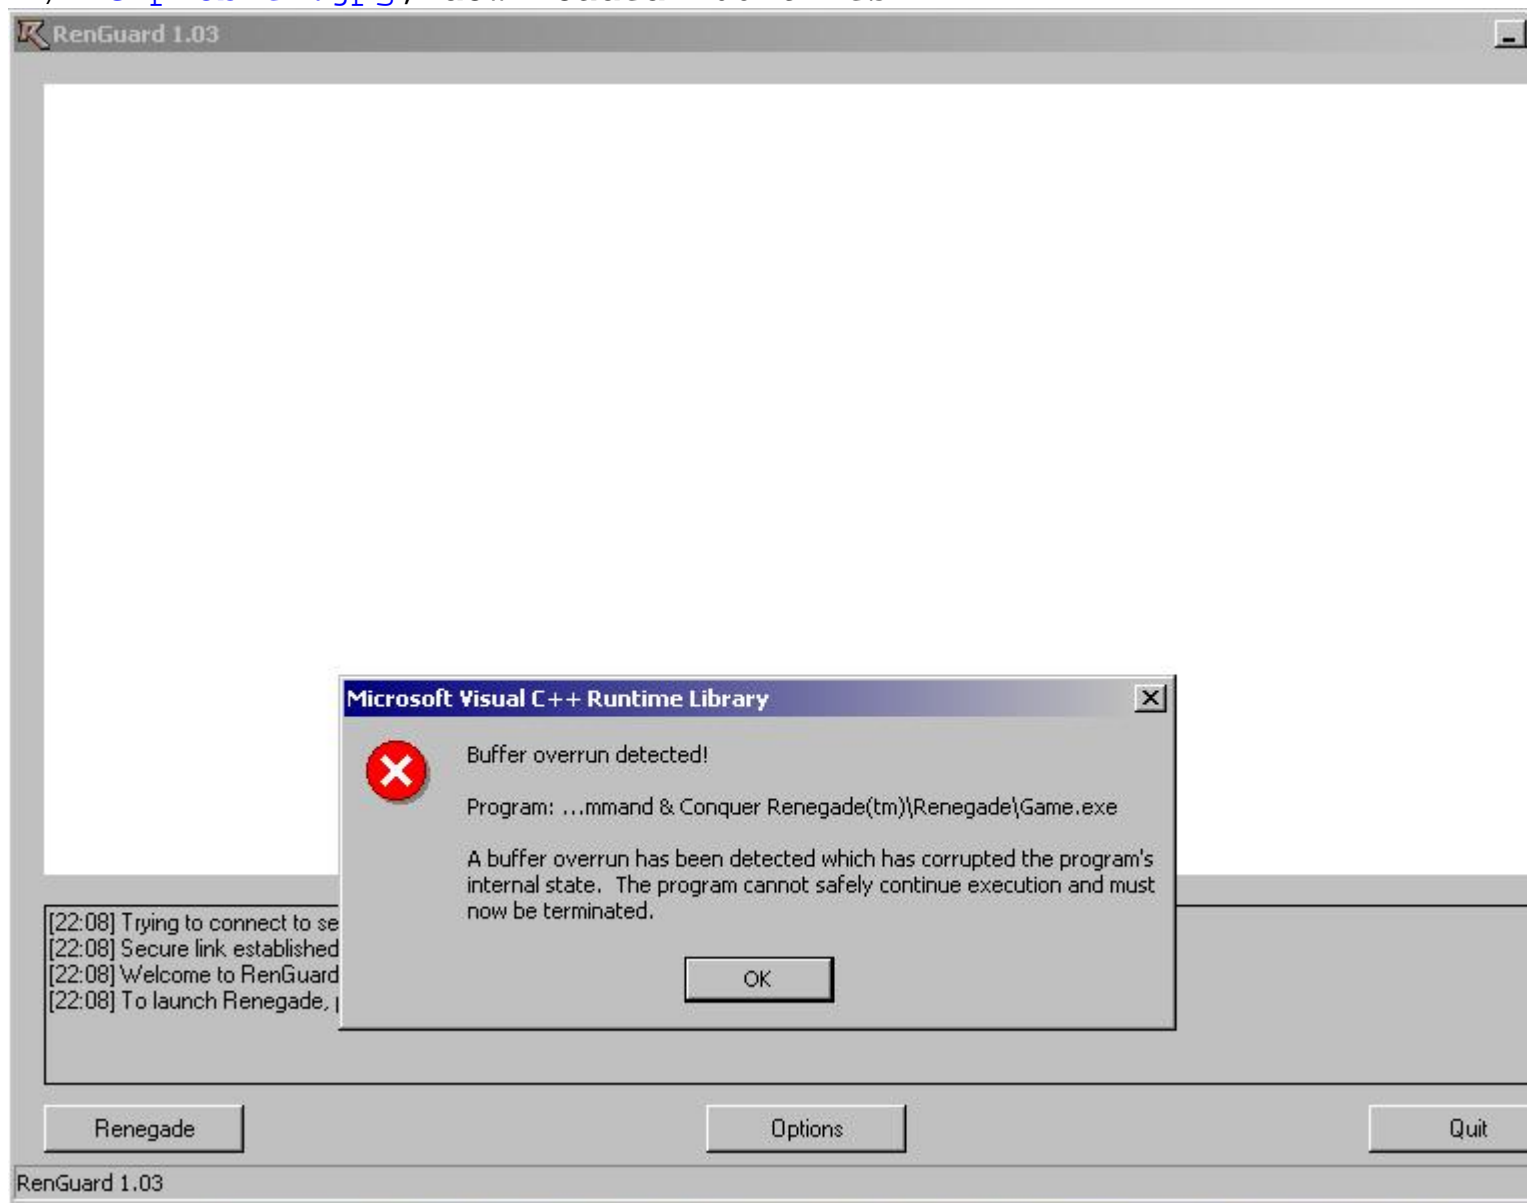 RenGuard 1.03
Microsoft Visual C++ Runtime Library
Buffer overrun detected!
Program: ...mmand & Conquer Renegade(tm)\Renegade\Game.exe
A buffer overrun has been detected which has corrupted the program's
internal state. The program cannot safely continue execution and must
now be terminated.
OK
[22:08] Trying to connect to se
[22:08] Secure link established
[22:08] Welcome to RenGuard
[22:08] To launch Renegade,
Renegade
Options
Quit
RenGuard 1.03